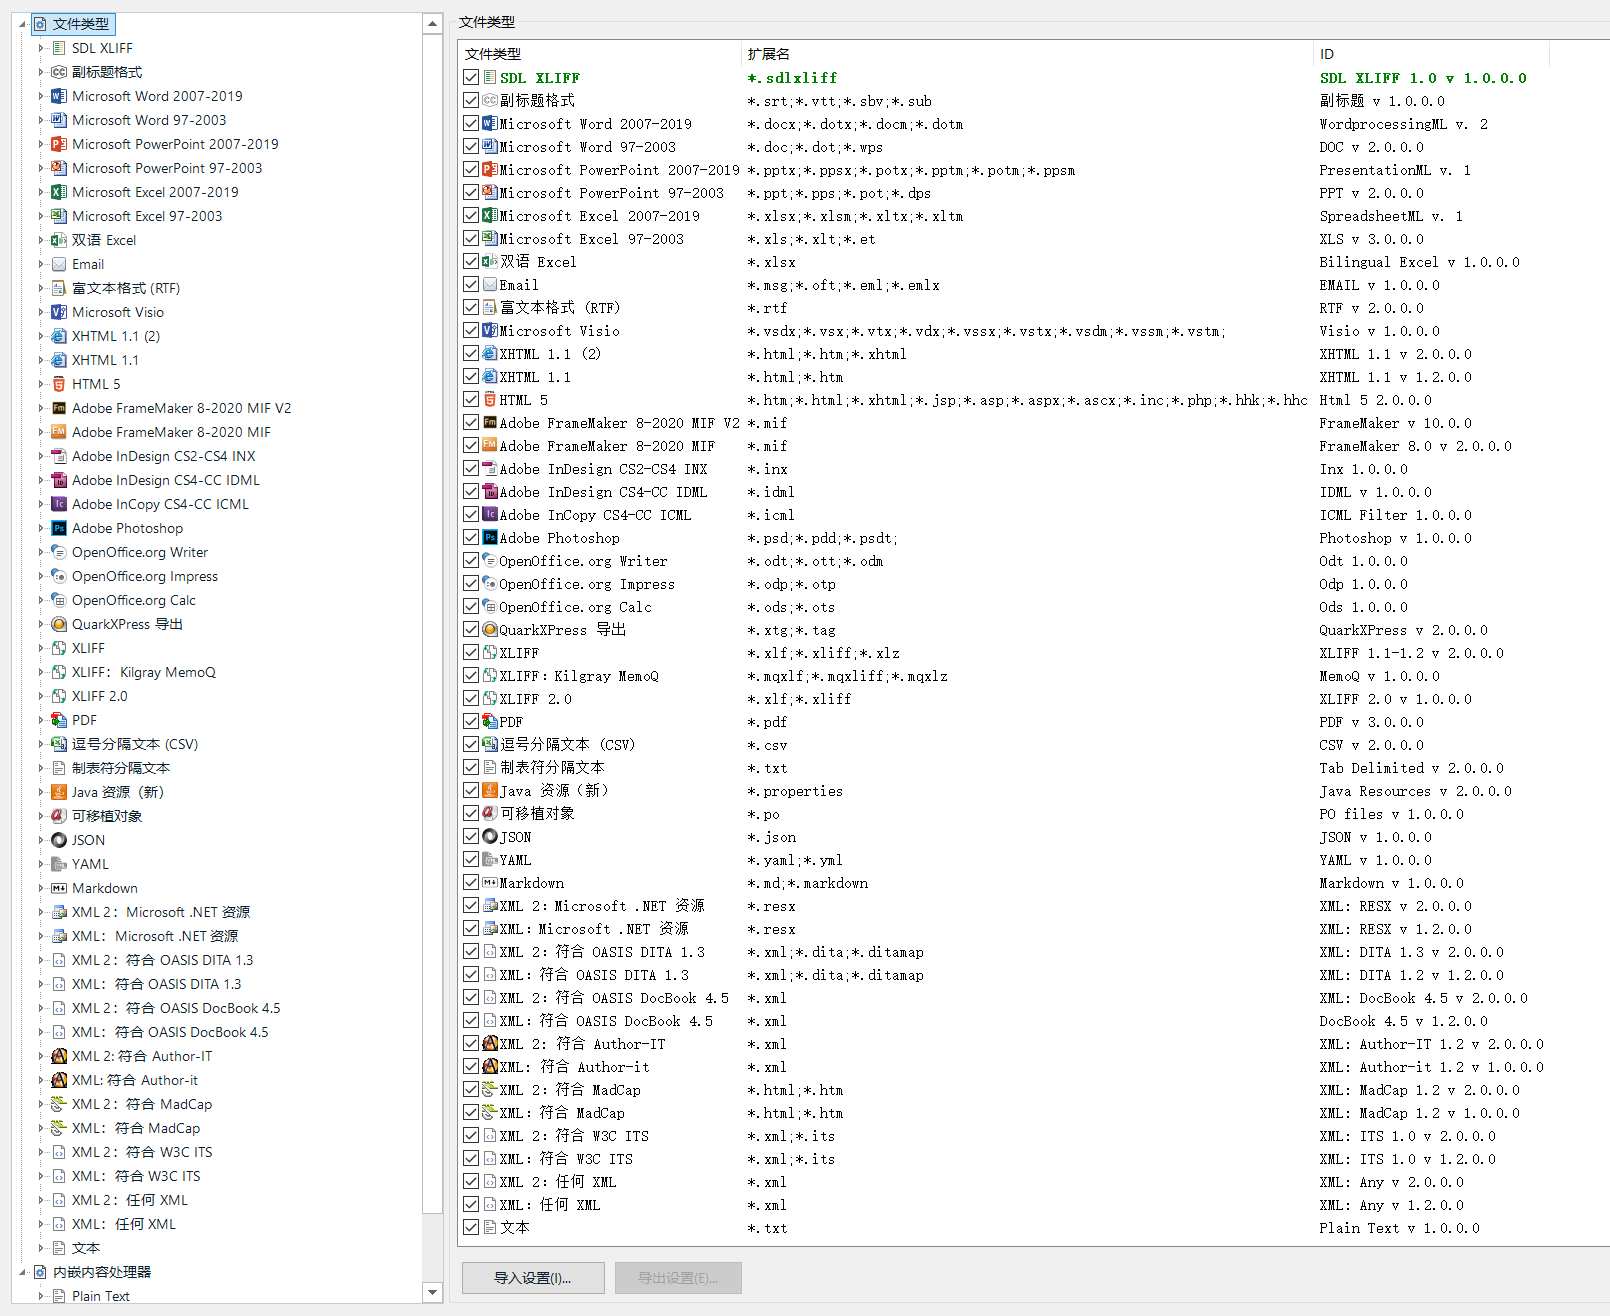 文件类型
SDL XLIFF
副标题格式
Microsoft Word 2007-2019
Microsoft Word 97-2003
Microsoft PowerPoint 2007-2019
Microsoft PowerPoint 97-2003
Microsoft Excel 2007-2019
Microsoft Excel 97-2003
双语 Excel
Email
富文本格式 (RTF)
Microsoft Visio
XHTML 1.1 (2)
XHTML 1.1
HTML 5
Adobe FrameMaker 8-2020 MIF V2
Adobe FrameMaker 8-2020 MIF
Adobe InDesign CS2-CS4 INX
Adobe InDesign CS4-CC IDML
Adobe InCopy CS4-CC ICML
Adobe Photoshop
OpenOffice.org Writer
OpenOffice.org Impress
OpenOffice.org Calc
QuarkXPress 导出
XLIFF
XLIFF：Kilgray MemoQ
XLIFF 2.0
PDF
逗号分隔文本 (CSV)
制表符分隔文本
Java 资源（新）
可移植对象
JSON
YAML
Markdown
XML 2：Microsoft .NET 资源
XML：Microsoft .NET 资源
XML 2：符合 OASIS DITA 1.3
XML：符合 OASIS DITA 1.3
XML 2：符合 OASIS DocBook 4.5
XML：符合 OASIS DocBook 4.5
XML 2: 符合 Author-IT
XML: 符合 Author-it
XML 2：符合 MadCap
XML：符合 MadCap
XML 2：符合 W3C ITS
XML：符合 W3C ITS
XML 2：任何 XML
XML：任何 XML
文本
内嵌内容处理器
Plain Text
文件类型
文件类型 扩展名 ID
SDL XLIFF *.sdlxliff SDL XLIFF 1.0 v 1.0.0.0
副标题格式 *.srt;*.vtt;*.sbv;*.sub 副标题 v 1.0.0.0
Microsoft Word 2007-2019 *.docx;*.dotx;*.docm;*.dotm WordprocessingML v. 2
Microsoft Word 97-2003 *.doc;*.dot;*.wps DOC v 2.0.0.0
Microsoft PowerPoint 2007-2019 *.pptx;*.ppsx;*.potx;*.pptm;*.potm;*.ppsm PresentationML v. 1
Microsoft PowerPoint 97-2003 *.ppt;*.pps;*.pot;*.dps PPT v 2.0.0.0
Microsoft Excel 2007-2019 *.xlsx;*.xlsm;*.xltx;*.xltm SpreadsheetML v. 1
Microsoft Excel 97-2003 *.xls;*.xlt;*.et XLS v 3.0.0.0
双语 Excel *.xlsx Bilingual Excel v 1.0.0.0
Email *.msg;*.oft;*.eml;*.emlx EMAIL v 1.0.0.0
富文本格式 (RTF) *.rtf RTF v 2.0.0.0
Microsoft Visio *.vsdx;*.vsx;*.vtx;*.vdx;*.vssx;*.vstx;*.vsdm;*.vssm;*.vstm; Visio v 1.0.0.0
XHTML 1.1 (2) *.html;*.htm;*.xhtml XHTML 1.1 v 2.0.0.0
XHTML 1.1 *.html;*.htm XHTML 1.1 v 1.2.0.0
HTML 5 *.htm;*.html;*.xhtml;*.jsp;*.asp;*.aspx;*.ascx;*.inc;*.php;*.hhk;*.hhc Html 5 2.0.0.0
Adobe FrameMaker 8-2020 MIF V2 *.mif FrameMaker v 10.0.0
Adobe FrameMaker 8-2020 MIF *.mif FrameMaker 8.0 v 2.0.0.0
Adobe InDesign CS2-CS4 INX *.inx Inx 1.0.0.0
Adobe InDesign CS4-CC IDML *.idml IDML v 1.0.0.0
Adobe InCopy CS4-CC ICML *.icml ICML Filter 1.0.0.0
Adobe Photoshop *.psd;*.pdd;*.psdt; Photoshop v 1.0.0.0
OpenOffice.org Writer *.odt;*.ott;*.odm Odt 1.0.0.0
OpenOffice.org Impress *.odp;*.otp Odp 1.0.0.0
OpenOffice.org Calc *.ods;*.ots Ods 1.0.0.0
QuarkXPress 导出 *.xtg;*.tag QuarkXPress v 2.0.0.0
XLIFF *.xlf;*.xliff;*.xlz XLIFF 1.1-1.2 v 2.0.0.0
XLIFF：Kilgray MemoQ *.mqxlf;*.mqxliff;*.mqxlz MemoQ v 1.0.0.0
XLIFF 2.0 *.xlf;*.xliff XLIFF 2.0 v 1.0.0.0
PDF *.pdf PDF v 3.0.0.0
逗号分隔文本 (CSV) *.csv CSV v 2.0.0.0
制表符分隔文本 *.txt Tab Delimited v 2.0.0.0
Java 资源（新） *.properties Java Resources v 2.0.0.0
可移植对象 *.po PO files v 1.0.0.0
JSON *.json JSON v 1.0.0.0
YAML *.yaml;*.yml YAML v 1.0.0.0
Markdown *.md;*.markdown Markdown v 1.0.0.0
XML 2：Microsoft .NET 资源 *.resx XML: RESX v 2.0.0.0
XML：Microsoft .NET 资源 *.resx XML: RESX v 1.2.0.0
XML 2：符合 OASIS DITA 1.3 *.xml;*.dita;*.ditamap XML: DITA 1.3 v 2.0.0.0
XML：符合 OASIS DITA 1.3 *.xml;*.dita;*.ditamap XML: DITA 1.2 v 1.2.0.0
XML 2：符合 OASIS DocBook 4.5 *.xml XML: DocBook 4.5 v 2.0.0.0
XML：符合 OASIS DocBook 4.5 *.xml DocBook 4.5 v 1.2.0.0
XML 2: 符合 Author-IT *.xml XML: Author-IT 1.2 v 2.0.0.0
XML: 符合 Author-it *.xml XML: Author-it 1.2 v 1.0.0.0
XML 2：符合 MadCap *.html;*.htm XML: MadCap 1.2 v 2.0.0.0
XML：符合 MadCap *.html;*.htm XML: MadCap 1.2 v 1.0.0.0
XML 2：符合 W3C ITS *.xml;*.its XML: ITS 1.0 v 2.0.0.0
XML：符合 W3C ITS *.xml;*.its XML: ITS 1.0 v 1.2.0.0
XML 2：任何 XML *.xml XML: Any v 2.0.0.0
XML：任何 XML *.xml XML: Any v 1.2.0.0
文本 *.txt Plain Text v 1.0.0.0
导入设置(I)... 导出设置(E)...